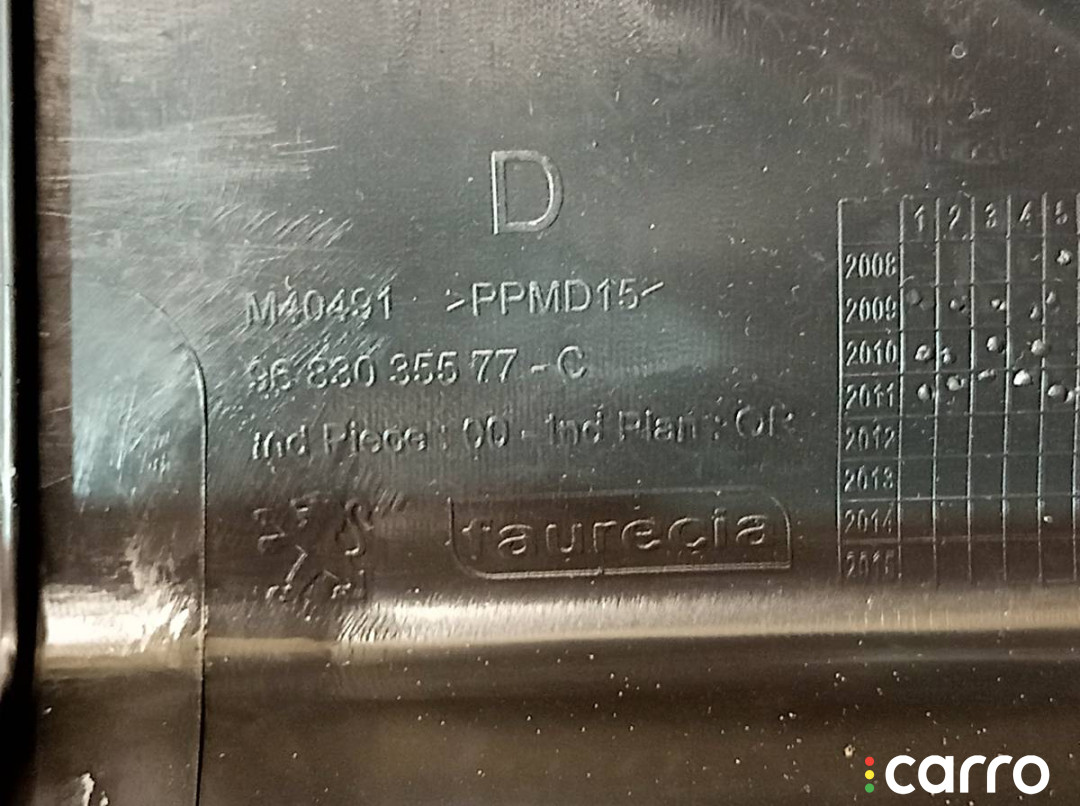 D
M40491 >PPMD15<
96 830 355 77 - C
Ind Piece : 00 - Ind Plan : OR
faurecia
1 2 3 4 5
2008
2009
2010
2011
2012
2013
2014
2015
carro